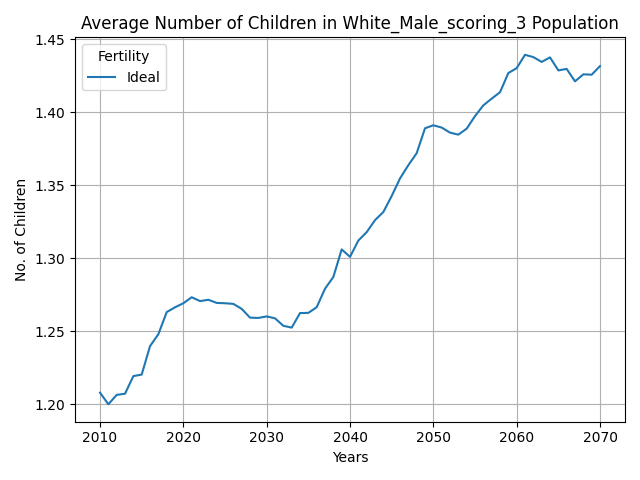 Average Number of Children in White_Male_scoring_3 Population
Fertility
Ideal
No. of Children
1.45
1.40
1.35
1.30
1.25
1.20
2010 2020 2030 2040 2050 2060 2070
Years